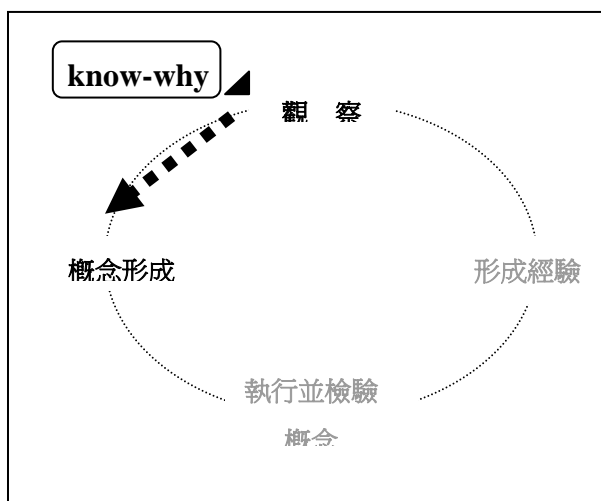 know-why
觀 察
概念形成
形成經驗
執行並檢驗
概念